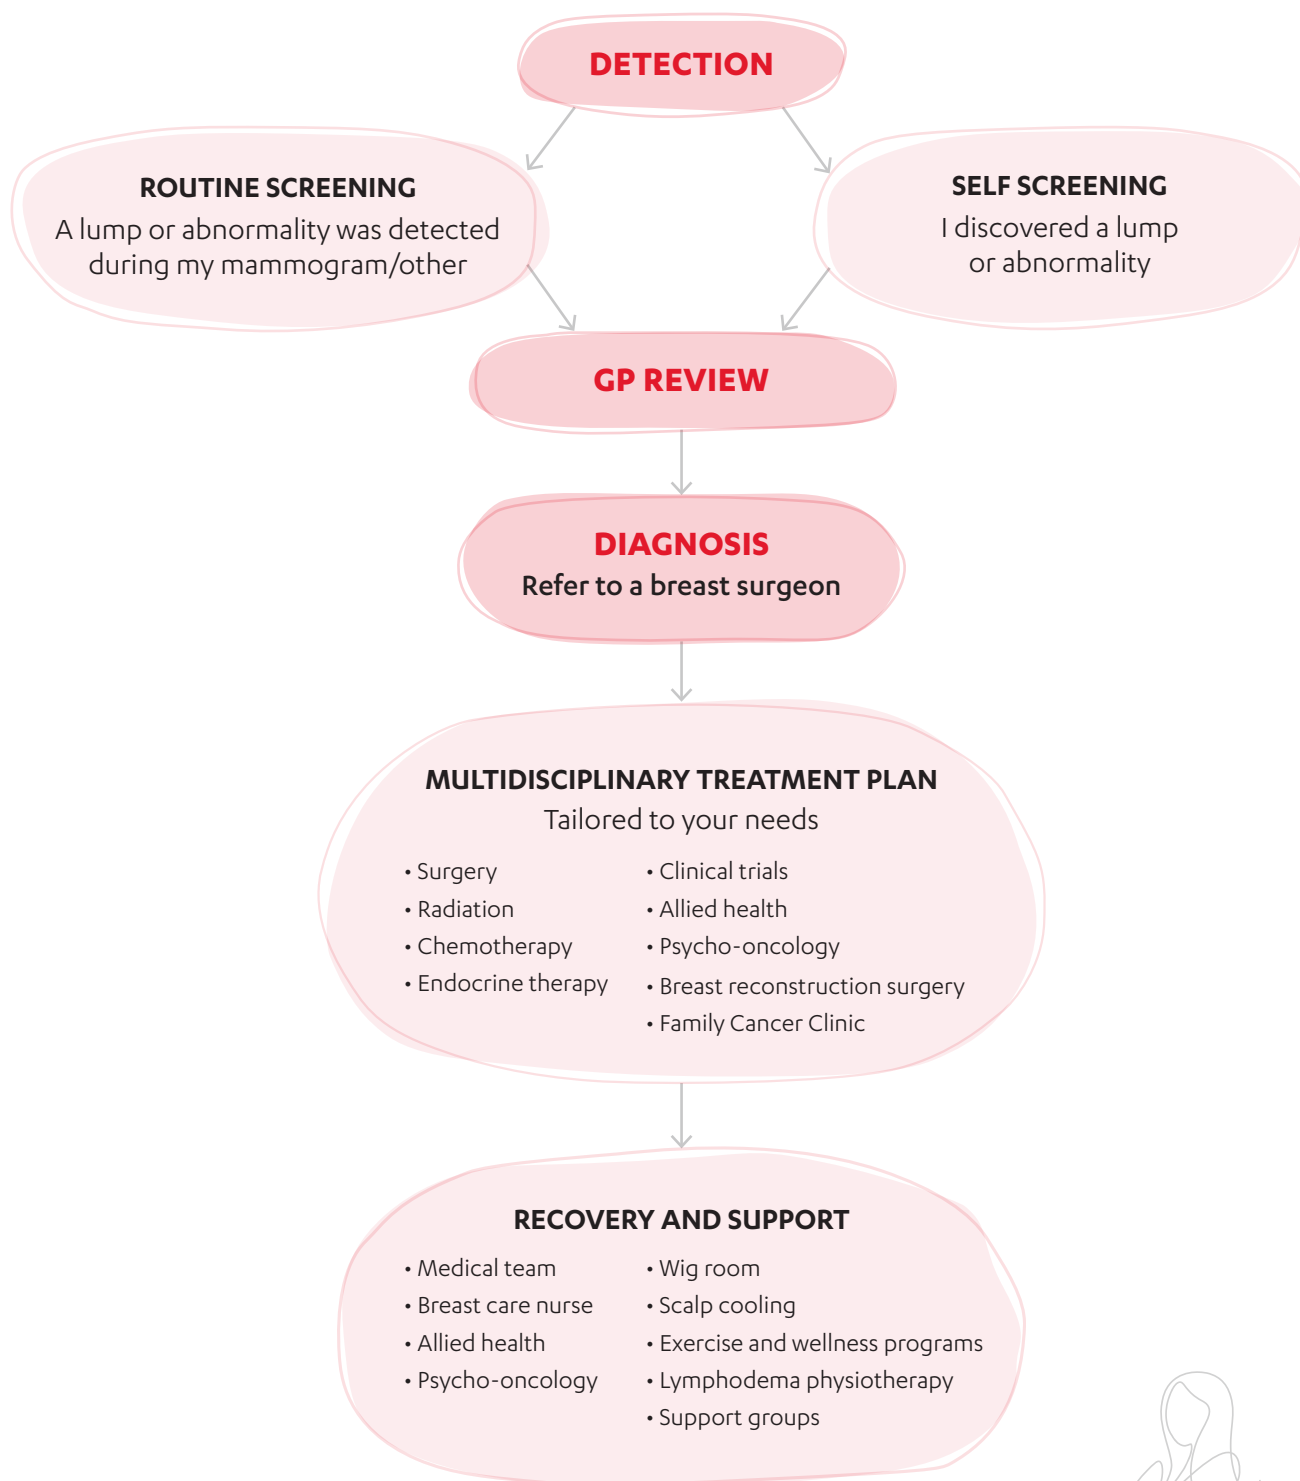 DETECTION
ROUTINE SCREENING
A lump or abnormality was detected
during my mammogram/other
SELF SCREENING
I discovered a lump
or abnormality
GP REVIEW
DIAGNOSIS
Refer to a breast surgeon
MULTIDISCIPLINARY TREATMENT PLAN
Tailored to your needs
• Surgery
• Radiation
• Chemotherapy
• Endocrine therapy
• Clinical trials
• Allied health
• Psycho-oncology
• Breast reconstruction surgery
• Family Cancer Clinic
RECOVERY AND SUPPORT
• Medical team
• Breast care nurse
• Allied health
• Psycho-oncology
• Wig room
• Scalp cooling
• Exercise and wellness programs
• Lymphodema physiotherapy
• Support groups